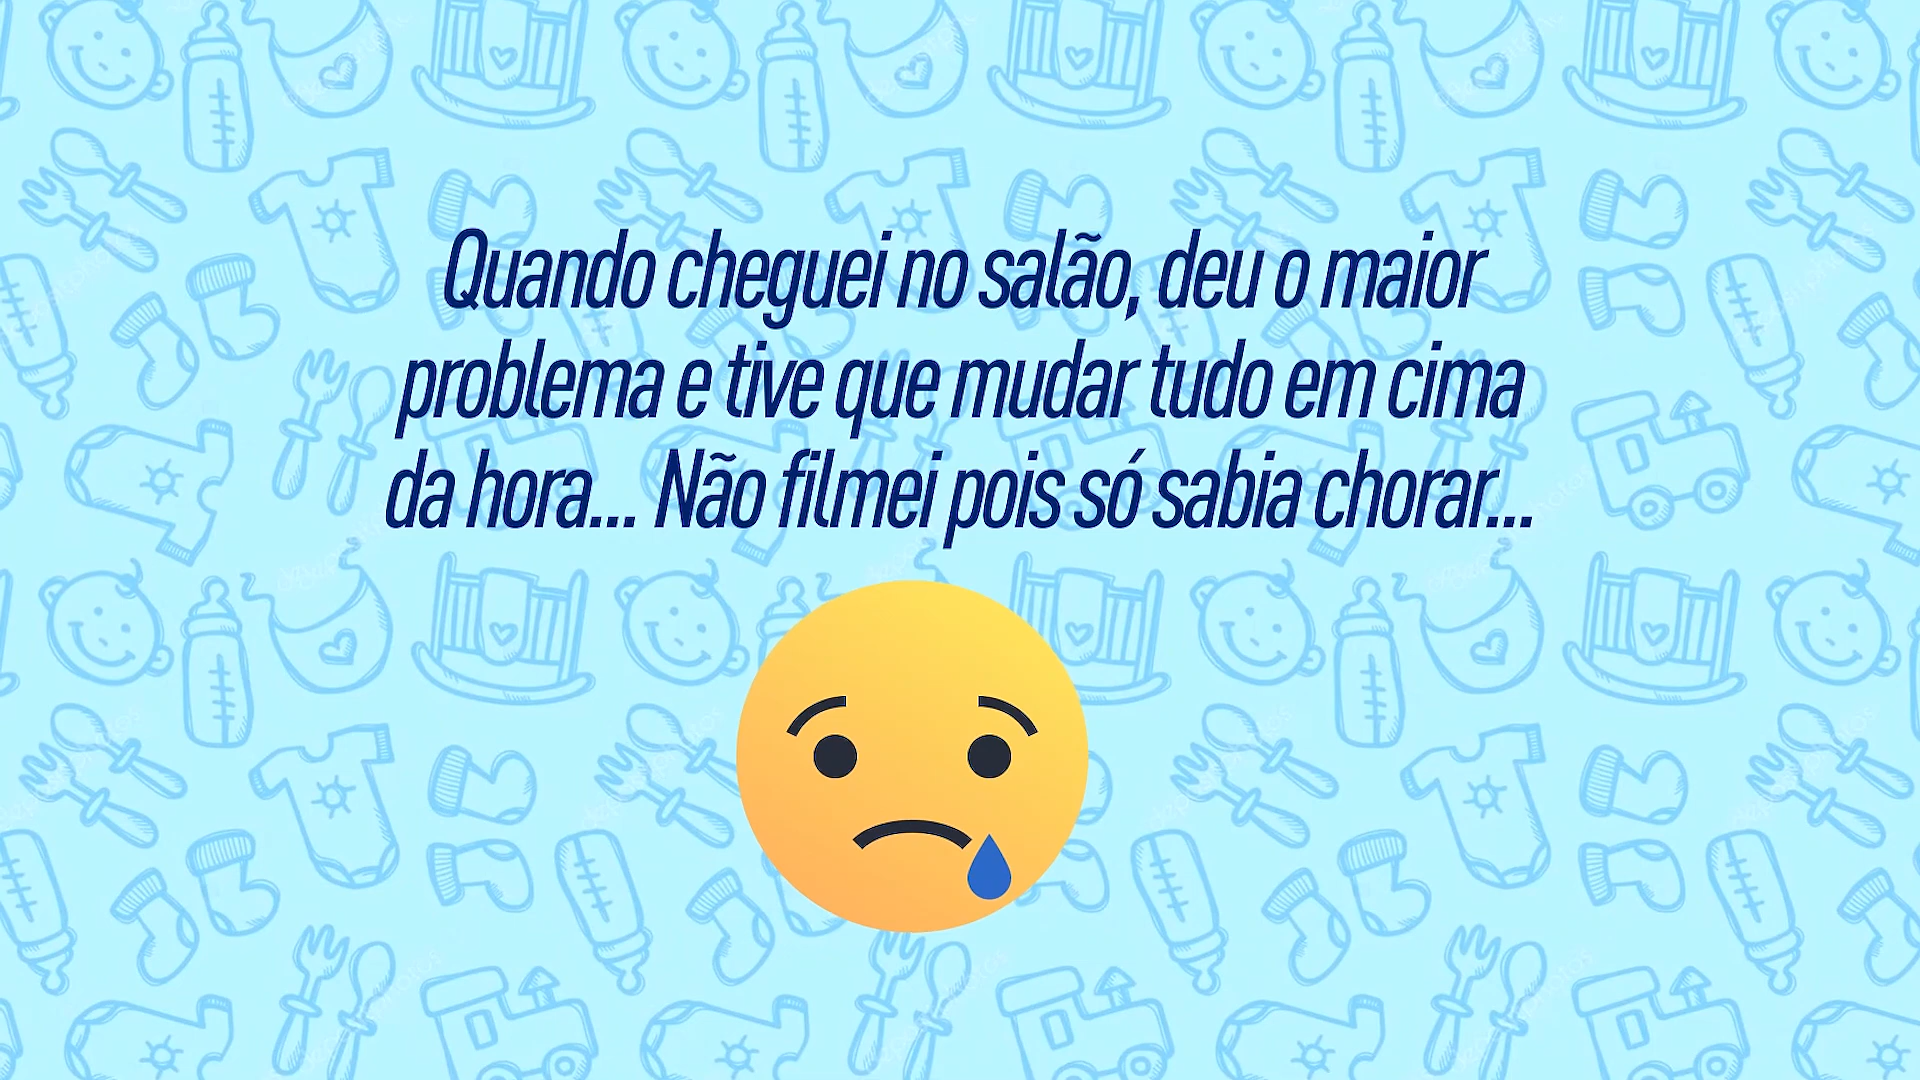 Quando cheguei no salão, deu o maior
problema e tive que mudar tudo em cima
da hora... Não filmei pois só sabia chorar...